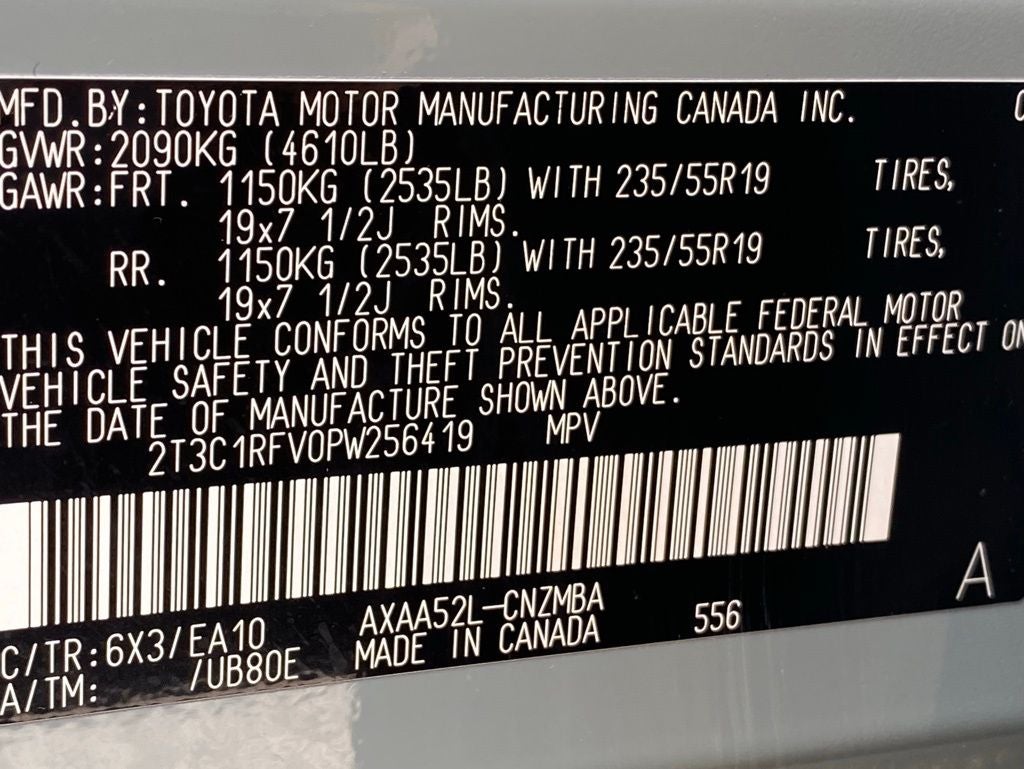 MFD.BY:TOYOTA MOTOR MANUFACTURING CANADA INC. C
GVWR:2090KG (4610LB)
GAWR:FRT. 1150KG (2535LB) WITH 235/55R19 TIRES,
19x7 1/2J RIMS.
RR. 1150KG (2535LB) WITH 235/55R19 TIRES,
19x7 1/2J RIMS.
THIS VEHICLE CONFORMS TO ALL APPLICABLE FEDERAL MOTOR
VEHICLE SAFETY AND THEFT PREVENTION STANDARDS IN EFFECT ON
THE DATE OF MANUFACTURE SHOWN ABOVE.
2T3C1RFV0PW256419 MPV
A
C/TR:6X3/EA10 AXAA52L-CNZMBA 556
A/TM: /UB80E MADE IN CANADA